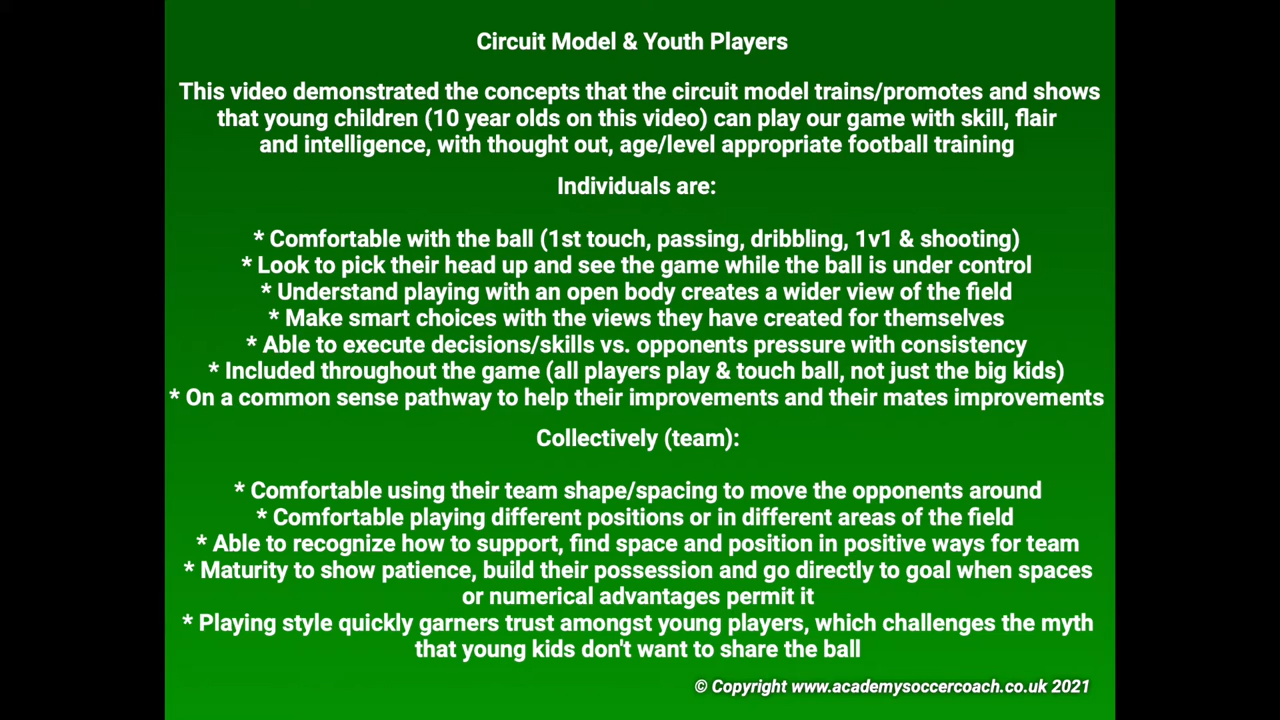 Circuit Model & Youth Players
This video demonstrated the concepts that the circuit model trains/promotes and shows
that young children (10 year olds on this video) can play our game with skill, flair
and intelligence, with thought out, age/level appropriate football training
Individuals are:
* Comfortable with the ball (1st touch, passing, dribbling, 1v1 & shooting)
* Look to pick their head up and see the game while the ball is under control
* Understand playing with an open body creates a wider view of the field
* Make smart choices with the views they have created for themselves
* Able to execute decisions/skills vs. opponents pressure with consistency
* Included throughout the game (all players play & touch ball, not just the big kids)
* On a common sense pathway to help their improvements and their mates improvements
Collectively (team):
* Comfortable using their team shape/spacing to move the opponents around
* Comfortable playing different positions or in different areas of the field
* Able to recognize how to support, find space and position in positive ways for team
* Maturity to show patience, build their possession and go directly to goal when spaces
or numerical advantages permit it
* Playing style quickly garners trust amongst young players, which challenges the myth
that young kids don't want to share the ball
© Copyright www.academysoccercoach.co.uk 2021